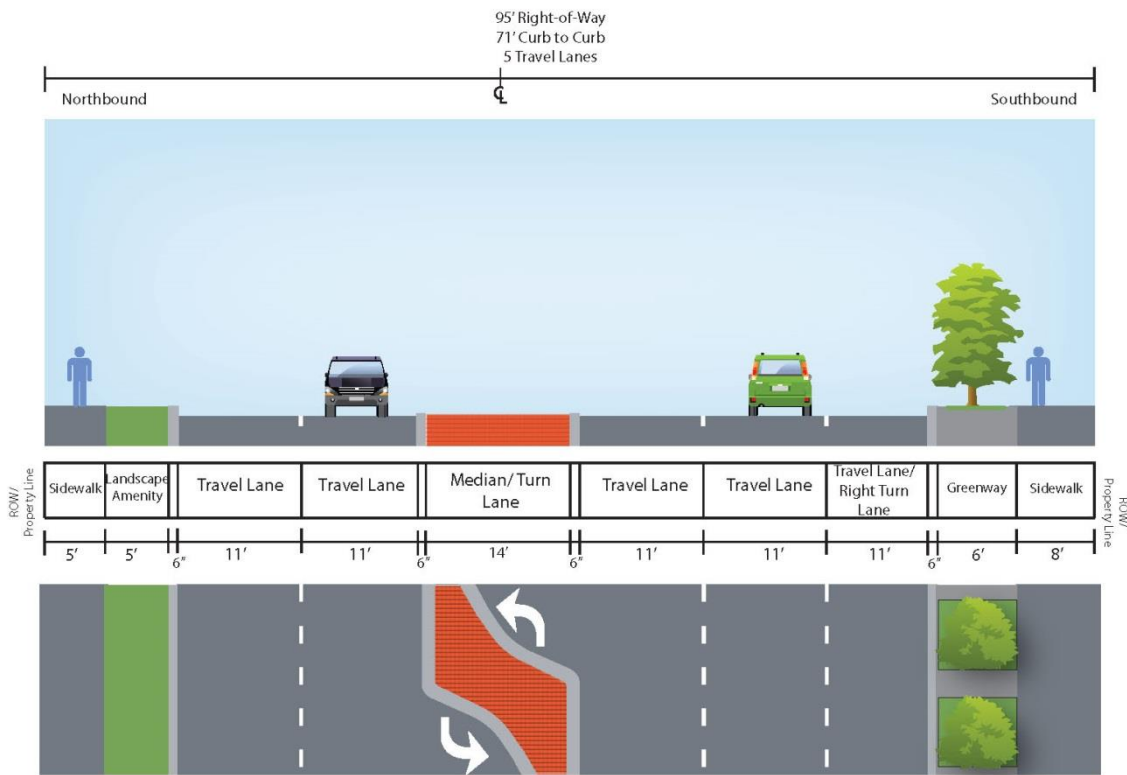 95' Right-of-Way
71' Curb to Curb
5 Travel Lanes
℄
Northbound
Southbound
ROW/
Property Line
Sidewalk
Landscape
Amenity
Travel Lane
Travel Lane
Median/ Turn
Lane
Travel Lane
Travel Lane
Travel Lane/
Right Turn
Lane
Greenway
Sidewalk
ROW/
Property Line
5'
5'
6"
11'
11'
6"
14'
6"
11'
11'
11'
6"
6'
8'